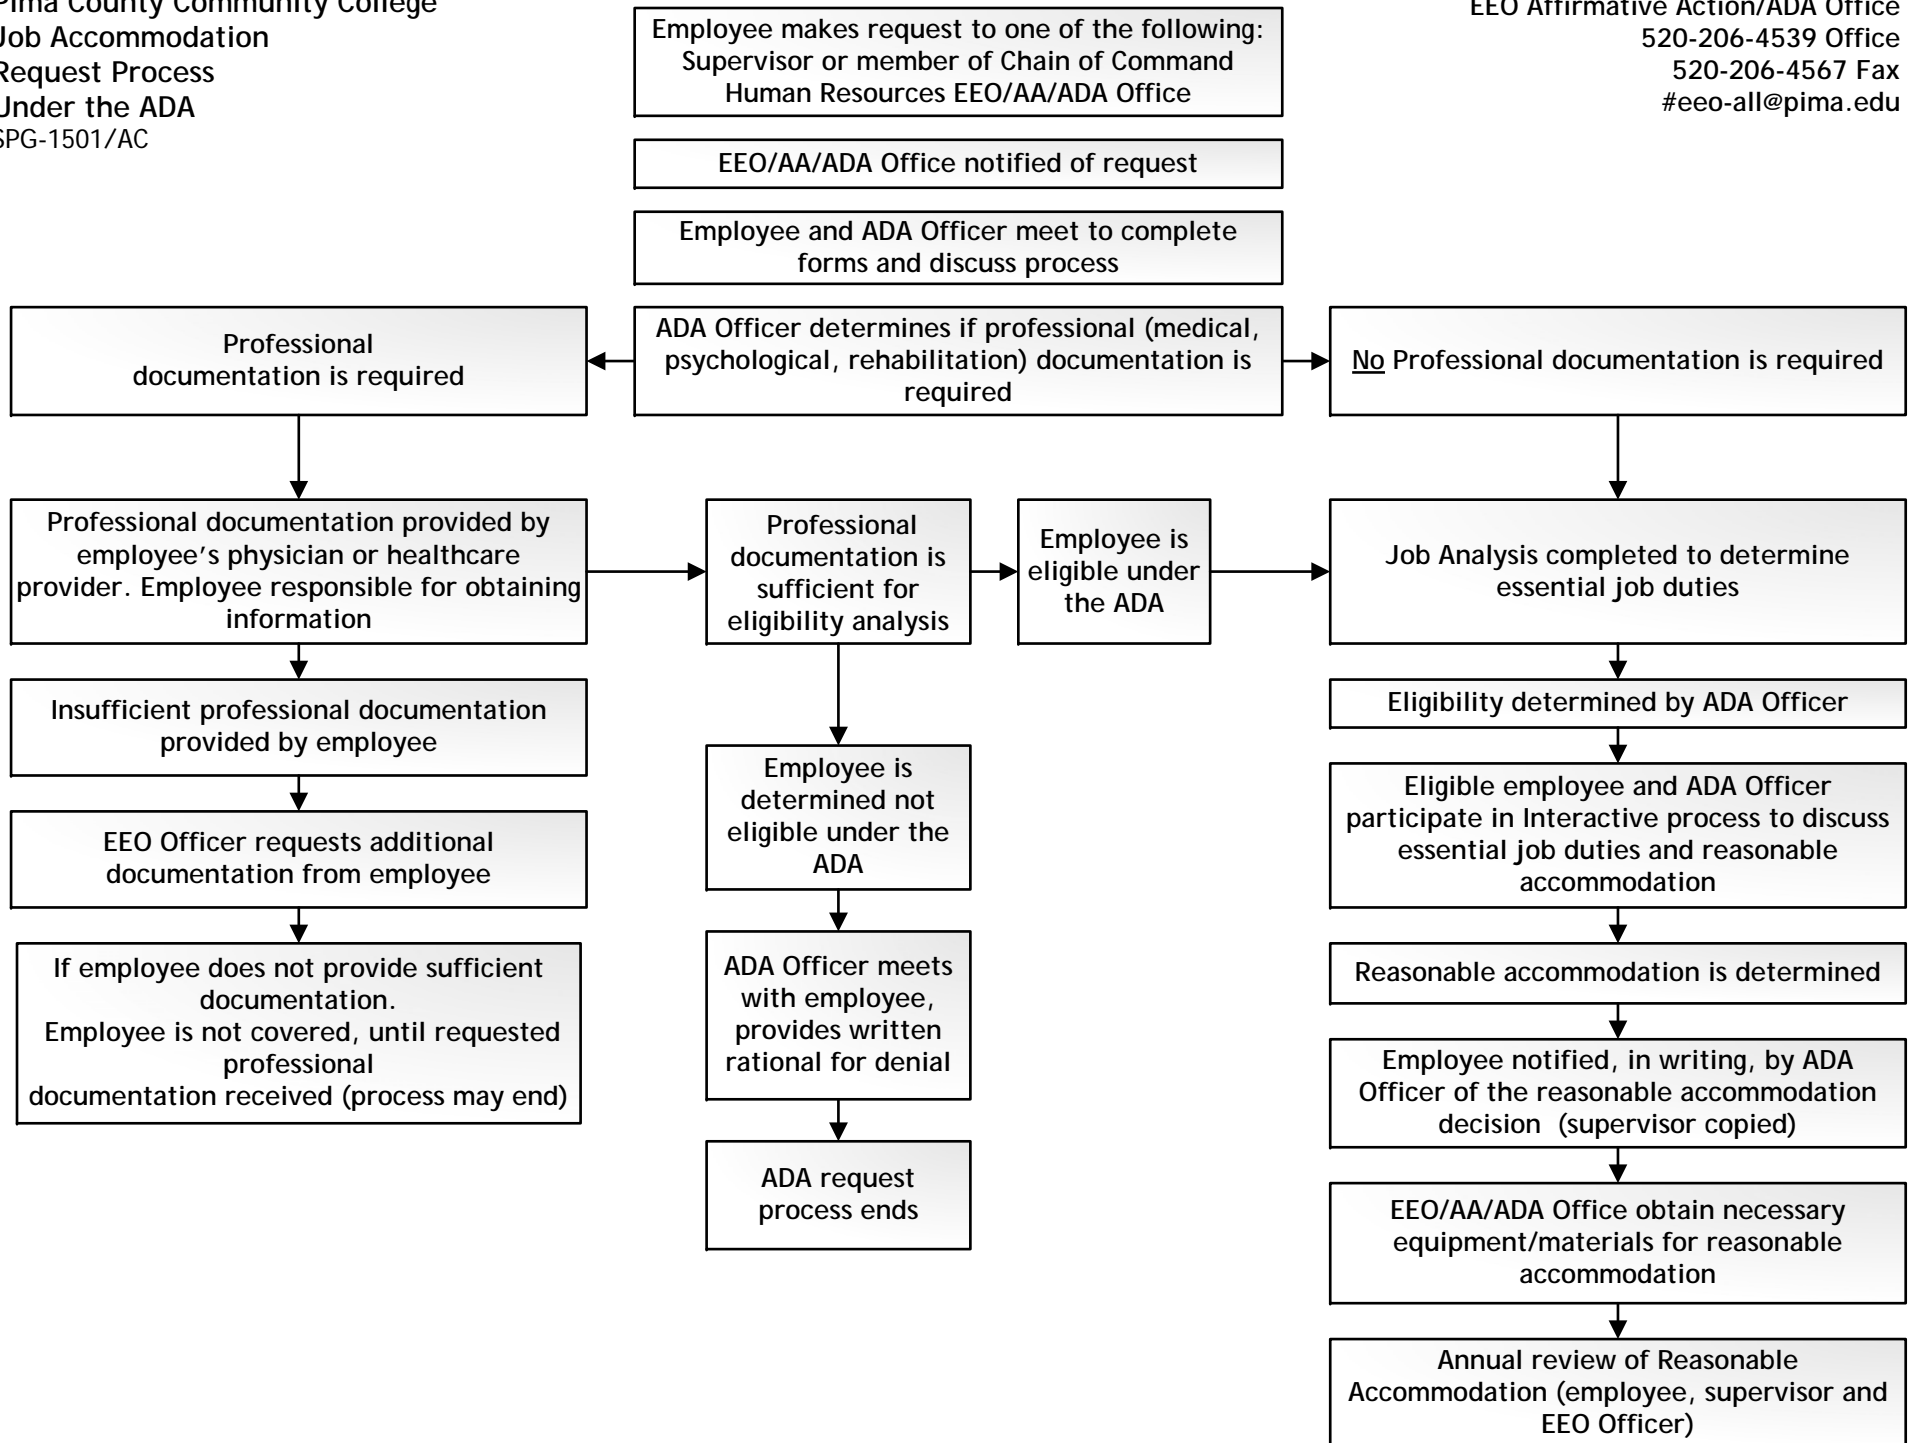 Pima County Community College
Job Accommodation
Request Process
Under the ADA
SPG-1501/AC
EEO Affirmative Action/ADA Office
520-206-4539 Office
520-206-4567 Fax
#eeo-all@pima.edu
Employee makes request to one of the following:
Supervisor or member of Chain of Command
Human Resources EEO/AA/ADA Office
EEO/AA/ADA Office notified of request
Employee and ADA Officer meet to complete
forms and discuss process
ADA Officer determines if professional (medical,
psychological, rehabilitation) documentation is
required
Professional
documentation is required
No Professional documentation is required
Professional documentation provided by
employee's physician or healthcare
provider. Employee responsible for obtaining
information
Professional
documentation is
sufficient for
eligibility analysis
Employee is
eligible under
the ADA
Job Analysis completed to determine
essential job duties
Insufficient professional documentation
provided by employee
EEO Officer requests additional
documentation from employee
If employee does not provide sufficient
documentation.
Employee is not covered, until requested
professional
documentation received (process may end)
Employee is
determined not
eligible under the
ADA
ADA Officer meets
with employee,
provides written
rational for denial
ADA request
process ends
Eligibility determined by ADA Officer
Eligible employee and ADA Officer
participate in Interactive process to discuss
essential job duties and reasonable
accommodation
Reasonable accommodation is determined
Employee notified, in writing, by ADA
Officer of the reasonable accommodation
decision (supervisor copied)
EEO/AA/ADA Office obtain necessary
equipment/materials for reasonable
accommodation
Annual review of Reasonable
Accommodation (employee, supervisor and
EEO Officer)